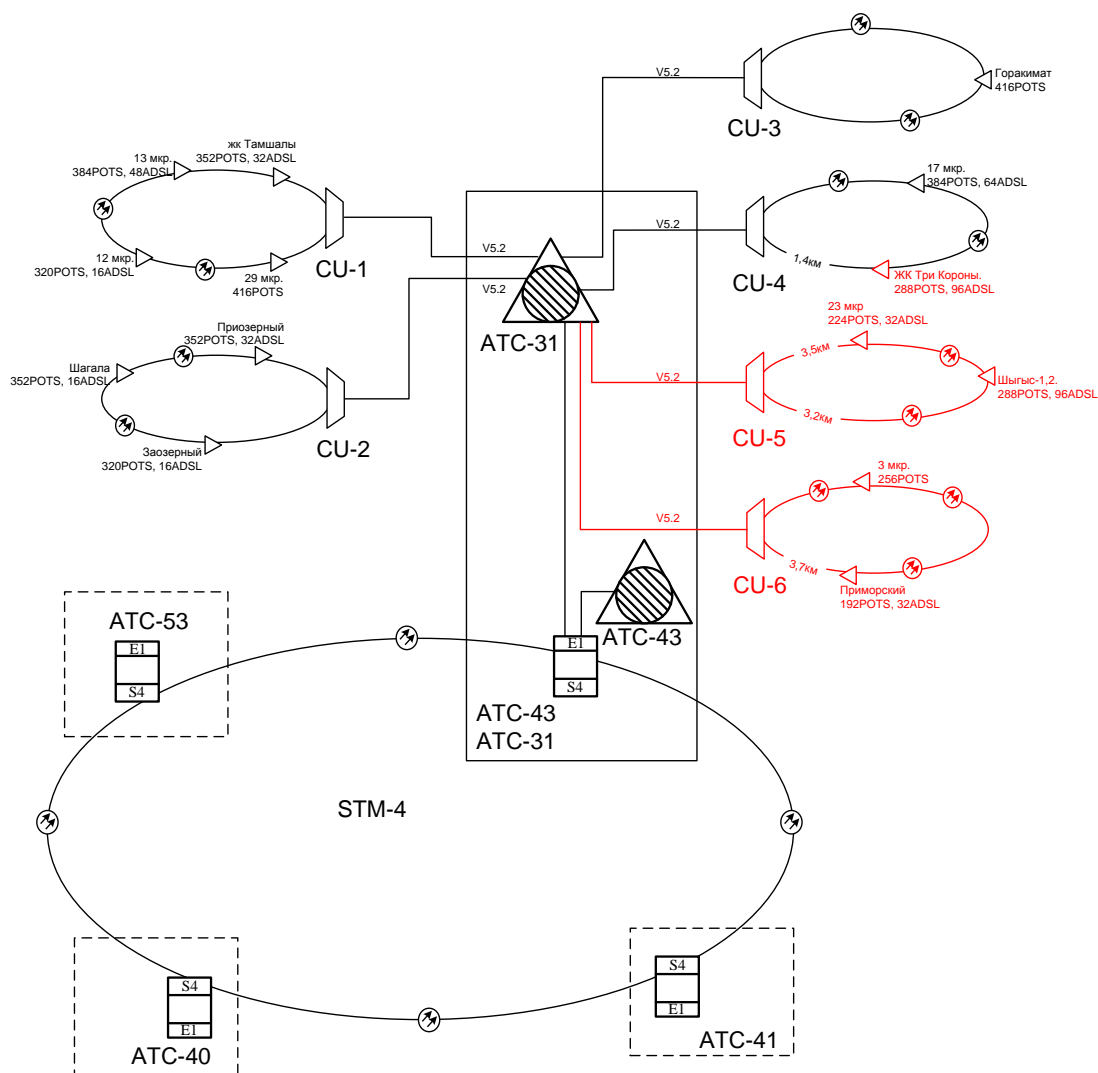 V5.2
Горакимат
416POTS
CU-3
жк Тамшалы
352POTS, 32ADSL
13 мкр.
384POTS, 48ADSL
12 мкр.
320POTS, 16ADSL
29 мкр.
416POTS
CU-1
V5.2
V5.2
V5.2
17 мкр.
384POTS, 64ADSL
1,4км
CU-4
ЖК Три Короны.
288POTS, 96ADSL
Приозерный
352POTS, 32ADSL
Шагала
352POTS, 16ADSL
Заозерный
320POTS, 16ADSL
CU-2
АТС-31
23 мкр
224POTS, 32ADSL
3,5км
V5.2
Шыгыс-1,2.
288POTS, 96ADSL
3,2км
CU-5
3 мкр.
256POTS
V5.2
3,7км
CU-6
Приморский
192POTS, 32ADSL
АТС-53
E1
S4
АТС-43
E1
S4
АТС-43
АТС-31
STM-4
S4
E1
АТС-40
S4
E1
АТС-41